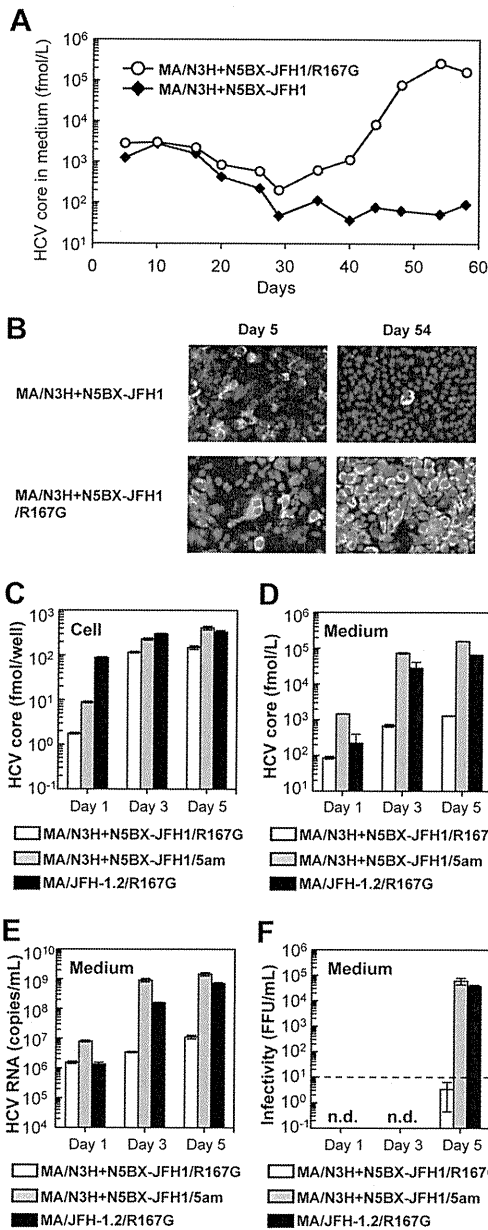 A
HCV core in medium (fmol/L)
10⁶
10⁵
10⁴
10³
10²
10¹
MA/N3H+N5BX-JFH1/R167G
MA/N3H+N5BX-JFH1
0 10 20 30 40 50 60
Days
B
Day 5 Day 54
MA/N3H+N5BX-JFH1
MA/N3H+N5BX-JFH1
/R167G
C
HCV core (fmol/well)
10³
10²
10¹
10⁰
10⁻¹
Cell
Day 1 Day 3 Day 5
MA/N3H+N5BX-JFH1/R167G
MA/N3H+N5BX-JFH1/5am
MA/JFH-1.2/R167G
D
HCV core (fmol/L)
10⁶
10⁵
10⁴
10³
10²
10¹
Medium
Day 1 Day 3 Day 5
MA/N3H+N5BX-JFH1/R167G
MA/N3H+N5BX-JFH1/5am
MA/JFH-1.2/R167G
E
HCV RNA (copies/mL)
10¹⁰
10⁹
10⁸
10⁷
10⁶
10⁵
10⁴
Medium
Day 1 Day 3 Day 5
MA/N3H+N5BX-JFH1/R167G
MA/N3H+N5BX-JFH1/5am
MA/JFH-1.2/R167G
F
Infectivity (FFU/mL)
10⁶
10⁵
10⁴
10³
10²
10¹
10⁰
10⁻¹
Medium
n.d. n.d.
Day 1 Day 3 Day 5
MA/N3H+N5BX-JFH1/R167G
MA/N3H+N5BX-JFH1/5am
MA/JFH-1.2/R167G